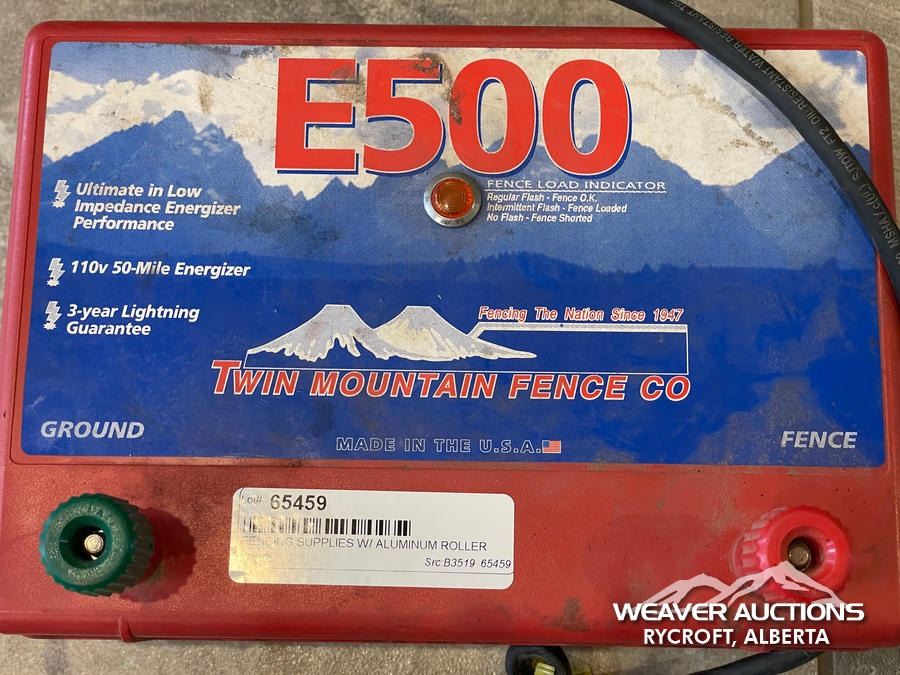 E500
FENCE LOAD INDICATOR
Regular Flash - Fence O.K.
Intermittent Flash - Fence Loaded
No Flash - Fence Shorted
Ultimate in Low
Impedance Energizer
Performance
110v 50-Mile Energizer
3-year Lightning
Guarantee
Fencing The Nation Since 1947
TWIN MOUNTAIN FENCE CO
GROUND
MADE IN THE U.S.A.
FENCE
Lot# 65459
FENCING SUPPLIES W/ ALUMINUM ROLLER
Src:B3519 65459
WEAVER AUCTIONS
RYCROFT, ALBERTA